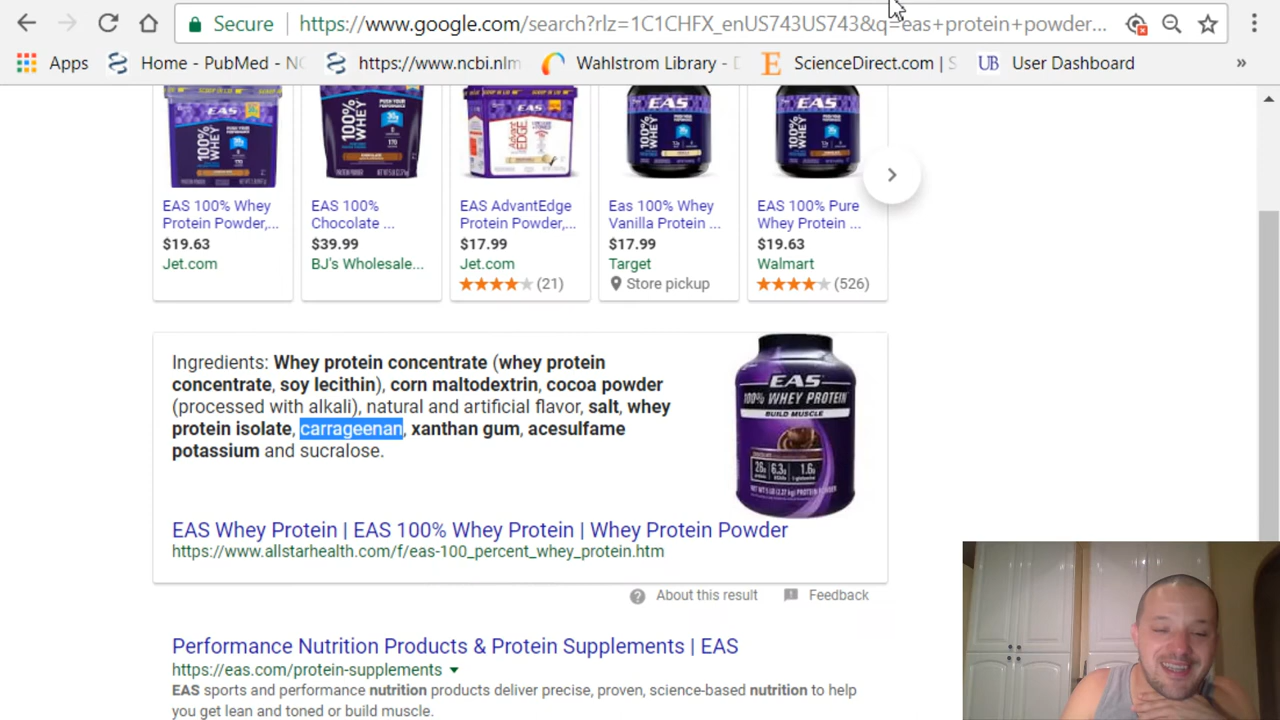 Secure https://www.google.com/search?rlz=1C1CHFX_enUS743US743&q=eas+protein+powder...
Apps Home - PubMed - NC https://www.ncbi.nlm Wahlstrom Library - D ScienceDirect.com | S UB User Dashboard »
EAS 100% Whey Protein Powder,...
$19.63
Jet.com
EAS 100% Chocolate ...
$39.99
BJ's Wholesale...
EAS AdvantEdge Protein Powder,...
$17.99
Jet.com
(21)
Eas 100% Whey Vanilla Protein ...
$17.99
Target
Store pickup
EAS 100% Pure Whey Protein ...
$19.63
Walmart
(526)
Ingredients: Whey protein concentrate (whey protein
concentrate, soy lecithin), corn maltodextrin, cocoa powder
(processed with alkali), natural and artificial flavor, salt, whey
protein isolate, carrageenan, xanthan gum, acesulfame
potassium and sucralose.
EAS
100% WHEY PROTEIN
BUILD MUSCLE
26g 6.3g 1.6g
EAS Whey Protein | EAS 100% Whey Protein | Whey Protein Powder
https://www.allstarhealth.com/f/eas-100_percent_whey_protein.htm
About this result Feedback
Performance Nutrition Products & Protein Supplements | EAS
https://eas.com/protein-supplements
EAS sports and performance nutrition products deliver precise, proven, science-based nutrition to help
you get lean and toned or build muscle.